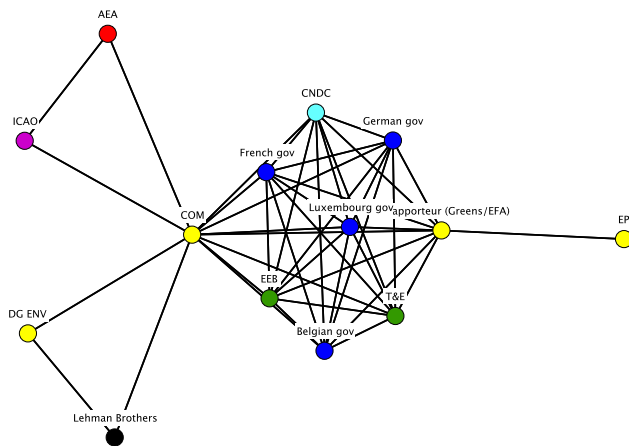 AEA
CNDC
ICAO
German gov
French gov
Luxembourg gov
apporteur (Greens/EFA)
COM
EP
EEB
T&E
DG ENV
Belgian gov
Lehman Brothers